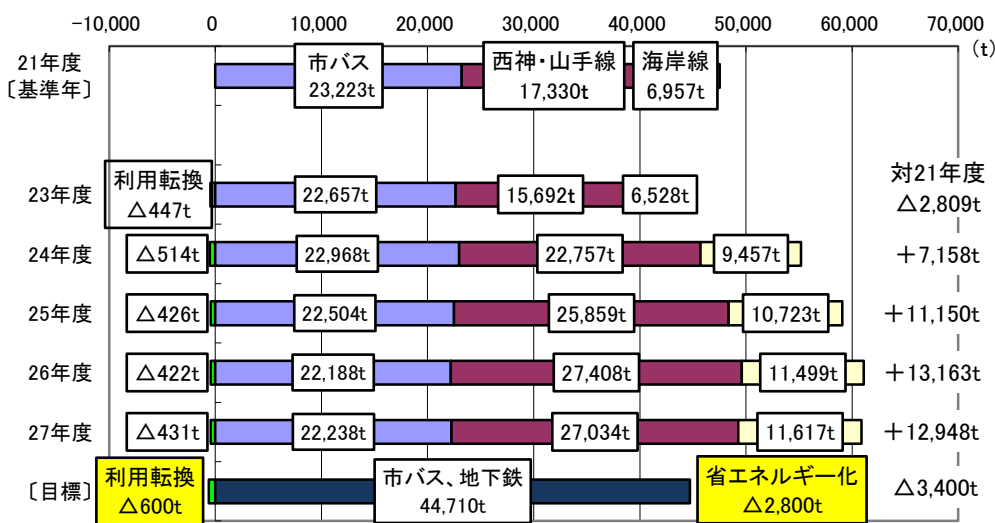 -10,000 0 10,000 20,000 30,000 40,000 50,000 60,000 70,000
(t)
21年度
〔基準年〕
市バス
23,223t
西神・山手線
17,330t
海岸線
6,957t
対21年度
23年度
利用転換
△447t
22,657t 15,692t 6,528t △2,809t
24年度 △514t 22,968t 22,757t 9,457t +7,158t
25年度 △426t 22,504t 25,859t 10,723t +11,150t
26年度 △422t 22,188t 27,408t 11,499t +13,163t
27年度 △431t 22,238t 27,034t 11,617t +12,948t
〔目標〕
利用転換
△600t
市バス、地下鉄
44,710t
省エネルギー化
△2,800t
△3,400t